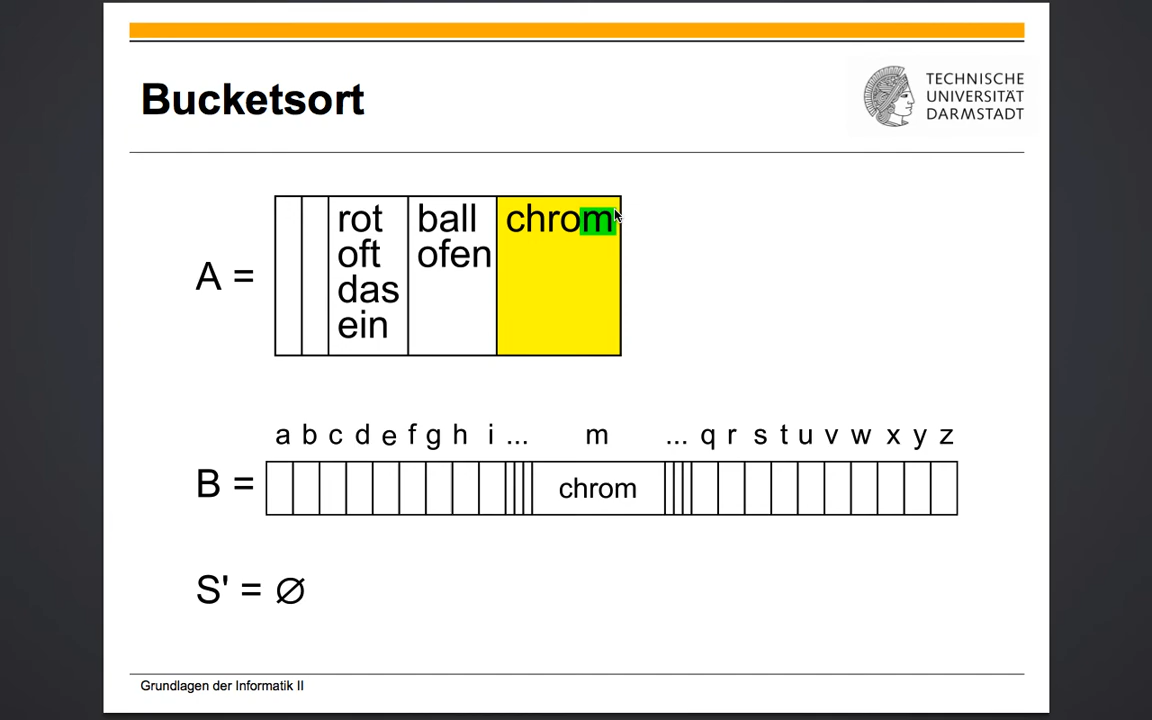 Bucketsort
TECHNISCHE
UNIVERSITÄT
DARMSTADT
rot ball chrom
oft ofen
A =
das
ein
a b c d e f g h i ... m ... q r s t u v w x y z
B = chrom
S' = ∅
Grundlagen der Informatik II